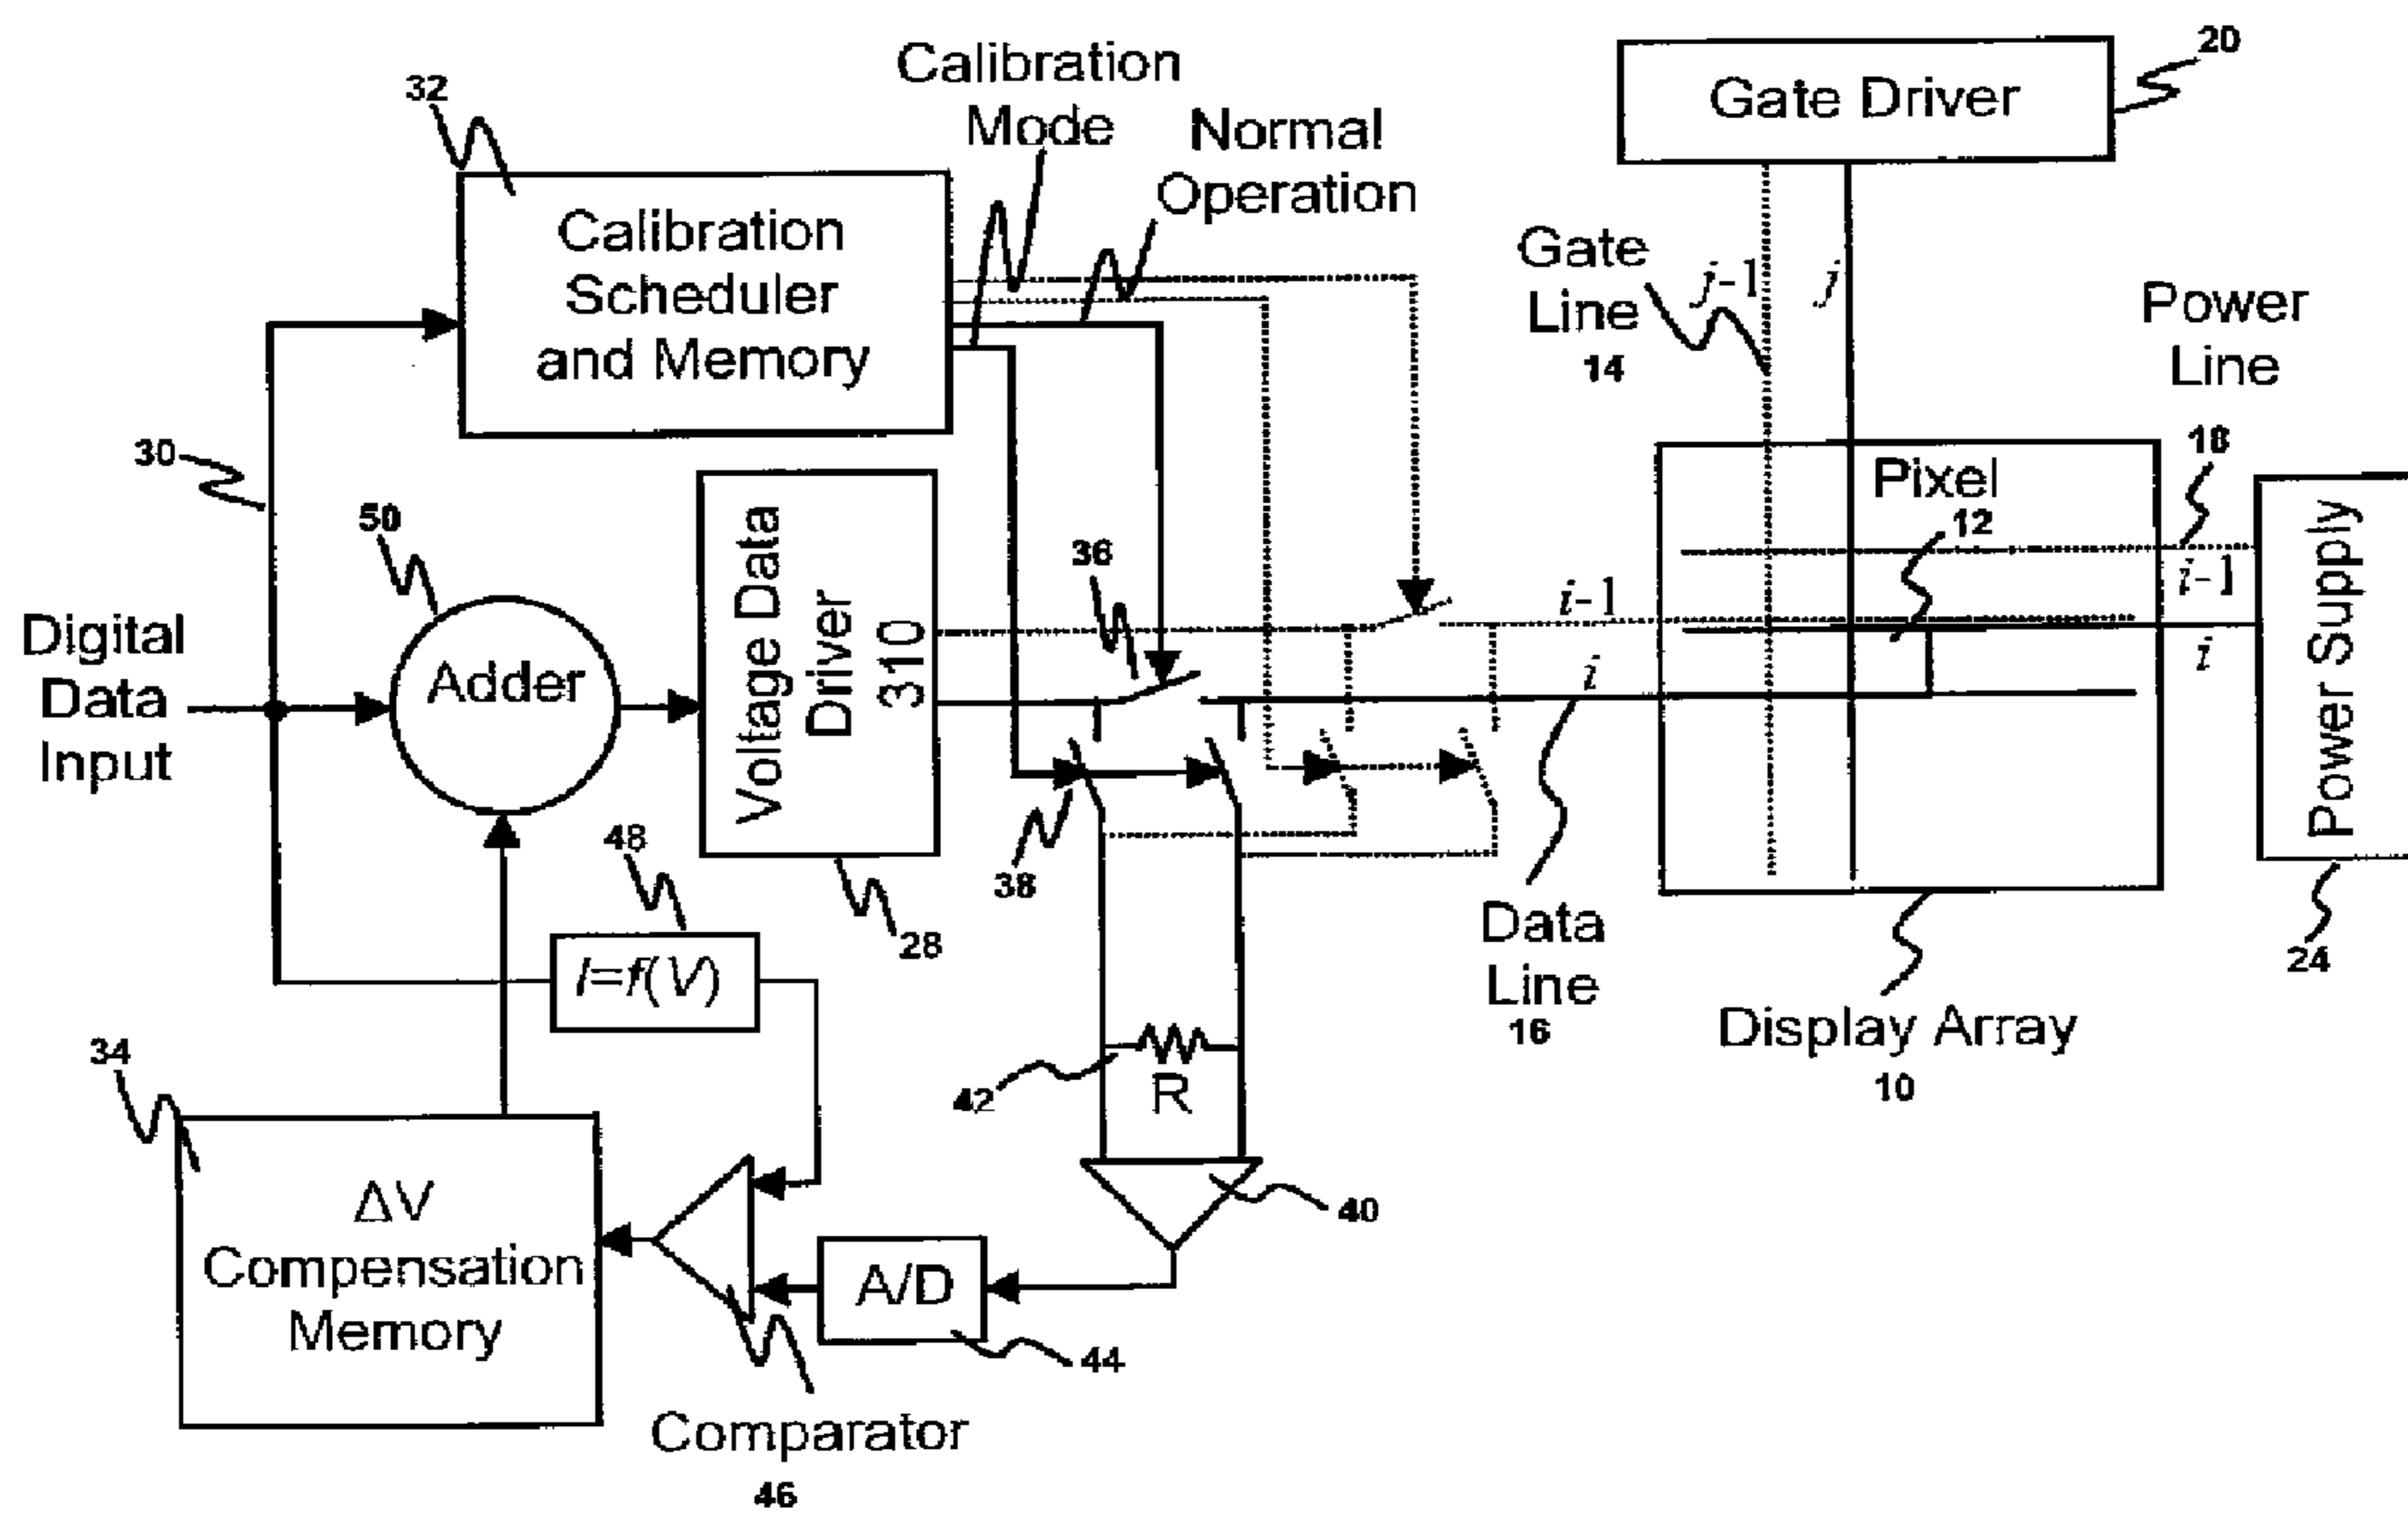 20
Gate Driver
Calibration
Mode
Normal
Operation
32
Calibration
Scheduler
and Memory
Gate
Line
14
j-1
j
Power
Line
18
30
50
Pixel
12
36
Digital
Data
Input
Adder
Voltage Data
Driver
310
i-1
i
i-1
i
Power Supply
38
48
28
I=f(V)
Data
Line
16
24
Display Array
10
34
42
R
40
ΔV
Compensation
Memory
A/D
44
Comparator
46